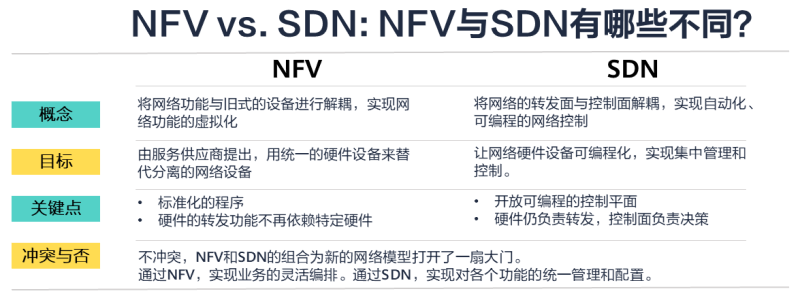 NFV vs. SDN: NFV与SDN有哪些不同?
NFV
SDN
概念
将网络功能与旧式的设备进行解耦，实现网
络功能的虚拟化
将网络的转发面与控制面解耦，实现自动化、
可编程的网络控制
目标
由服务供应商提出，用统一的硬件设备来替
代分离的网络设备
让网络硬件设备可编程化，实现集中管理和
控制。
关键点
• 标准化的程序
• 硬件的转发功能不再依赖特定硬件
• 开放可编程的控制平面
• 硬件仍负责转发，控制面负责决策
冲突与否
不冲突，NFV和SDN的组合为新的网络模型打开了一扇大门。
通过NFV，实现业务的灵活编排。通过SDN，实现对各个功能的统一管理和配置。